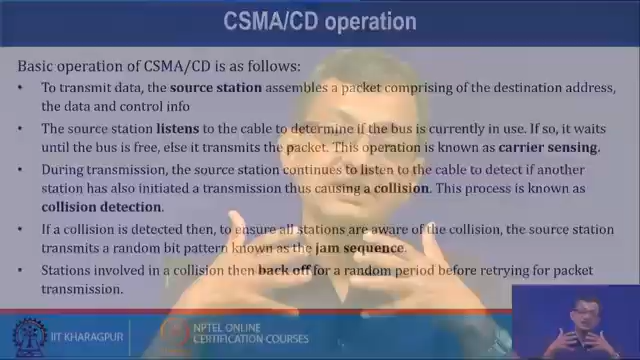 CSMA/CD operation
Basic operation of CSMA/CD is as follows:
• To transmit data, the source station assembles a packet comprising of the destination address,
the data and control info
• The source station listens to the cable to determine if the bus is currently in use. If so, it waits
until the bus is free, else it transmits the packet. This operation is known as carrier sensing.
• During transmission, the source station continues to listen to the cable to detect if another
station has also initiated a transmission thus causing a collision. This process is known as
collision detection.
• If a collision is detected then, to ensure all stations are aware of the collision, the source station
transmits a random bit pattern known as the jam sequence.
• Stations involved in a collision then back off for a random period before retrying for packet
transmission.
IIT KHARAGPUR
NPTEL ONLINE
CERTIFICATION COURSES